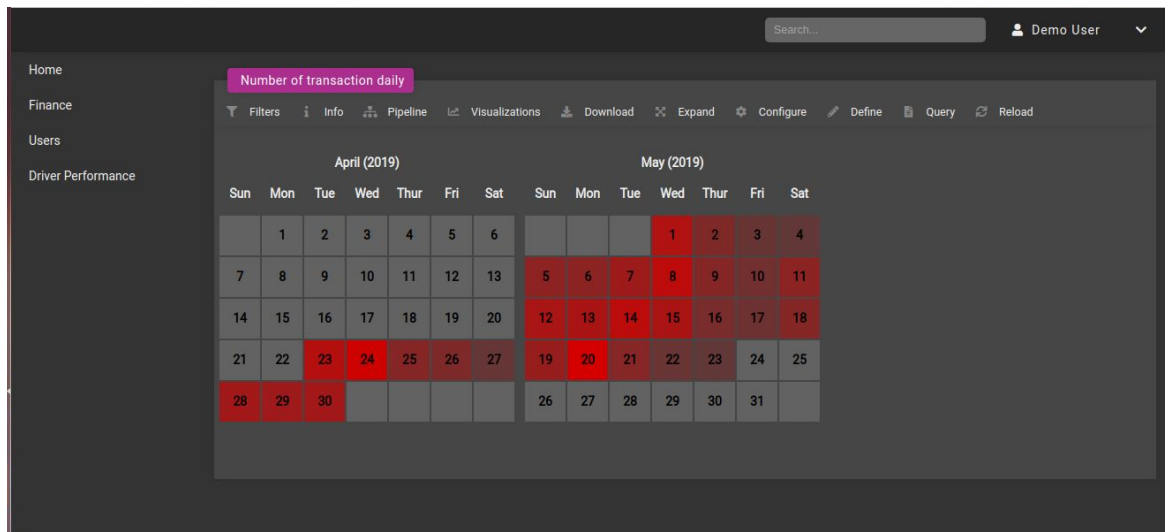 Search...
Demo User
Home
Finance
Users
Driver Performance
Number of transaction daily
Filters Info Pipeline Visualizations Download Expand Configure Define Query Reload
April (2019) May (2019)
Sun Mon Tue Wed Thur Fri Sat Sun Mon Tue Wed Thur Fri Sat
1 2 3 4 5 6 1 2 3 4
7 8 9 10 11 12 13 5 6 7 8 9 10 11
14 15 16 17 18 19 20 12 13 14 15 16 17 18
21 22 23 24 25 26 27 19 20 21 22 23 24 25
28 29 30 26 27 28 29 30 31